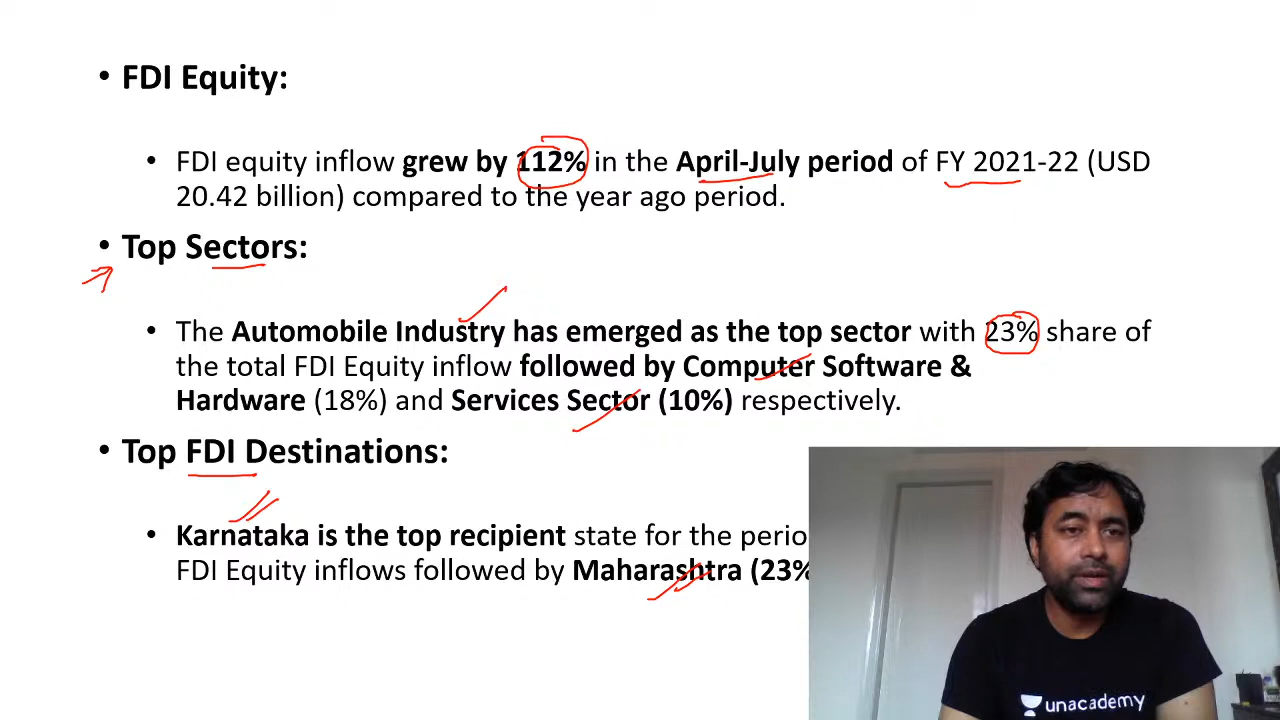 • FDI Equity:
• FDI equity inflow grew by 112% in the April-July period of FY 2021-22 (USD
20.42 billion) compared to the year ago period.
• Top Sectors:
• The Automobile Industry has emerged as the top sector with 23% share of
the total FDI Equity inflow followed by Computer Software &
Hardware (18%) and Services Sector (10%) respectively.
• Top FDI Destinations:
• Karnataka is the top recipient state for the perio
FDI Equity inflows followed by Maharashtra (23%
unacademy